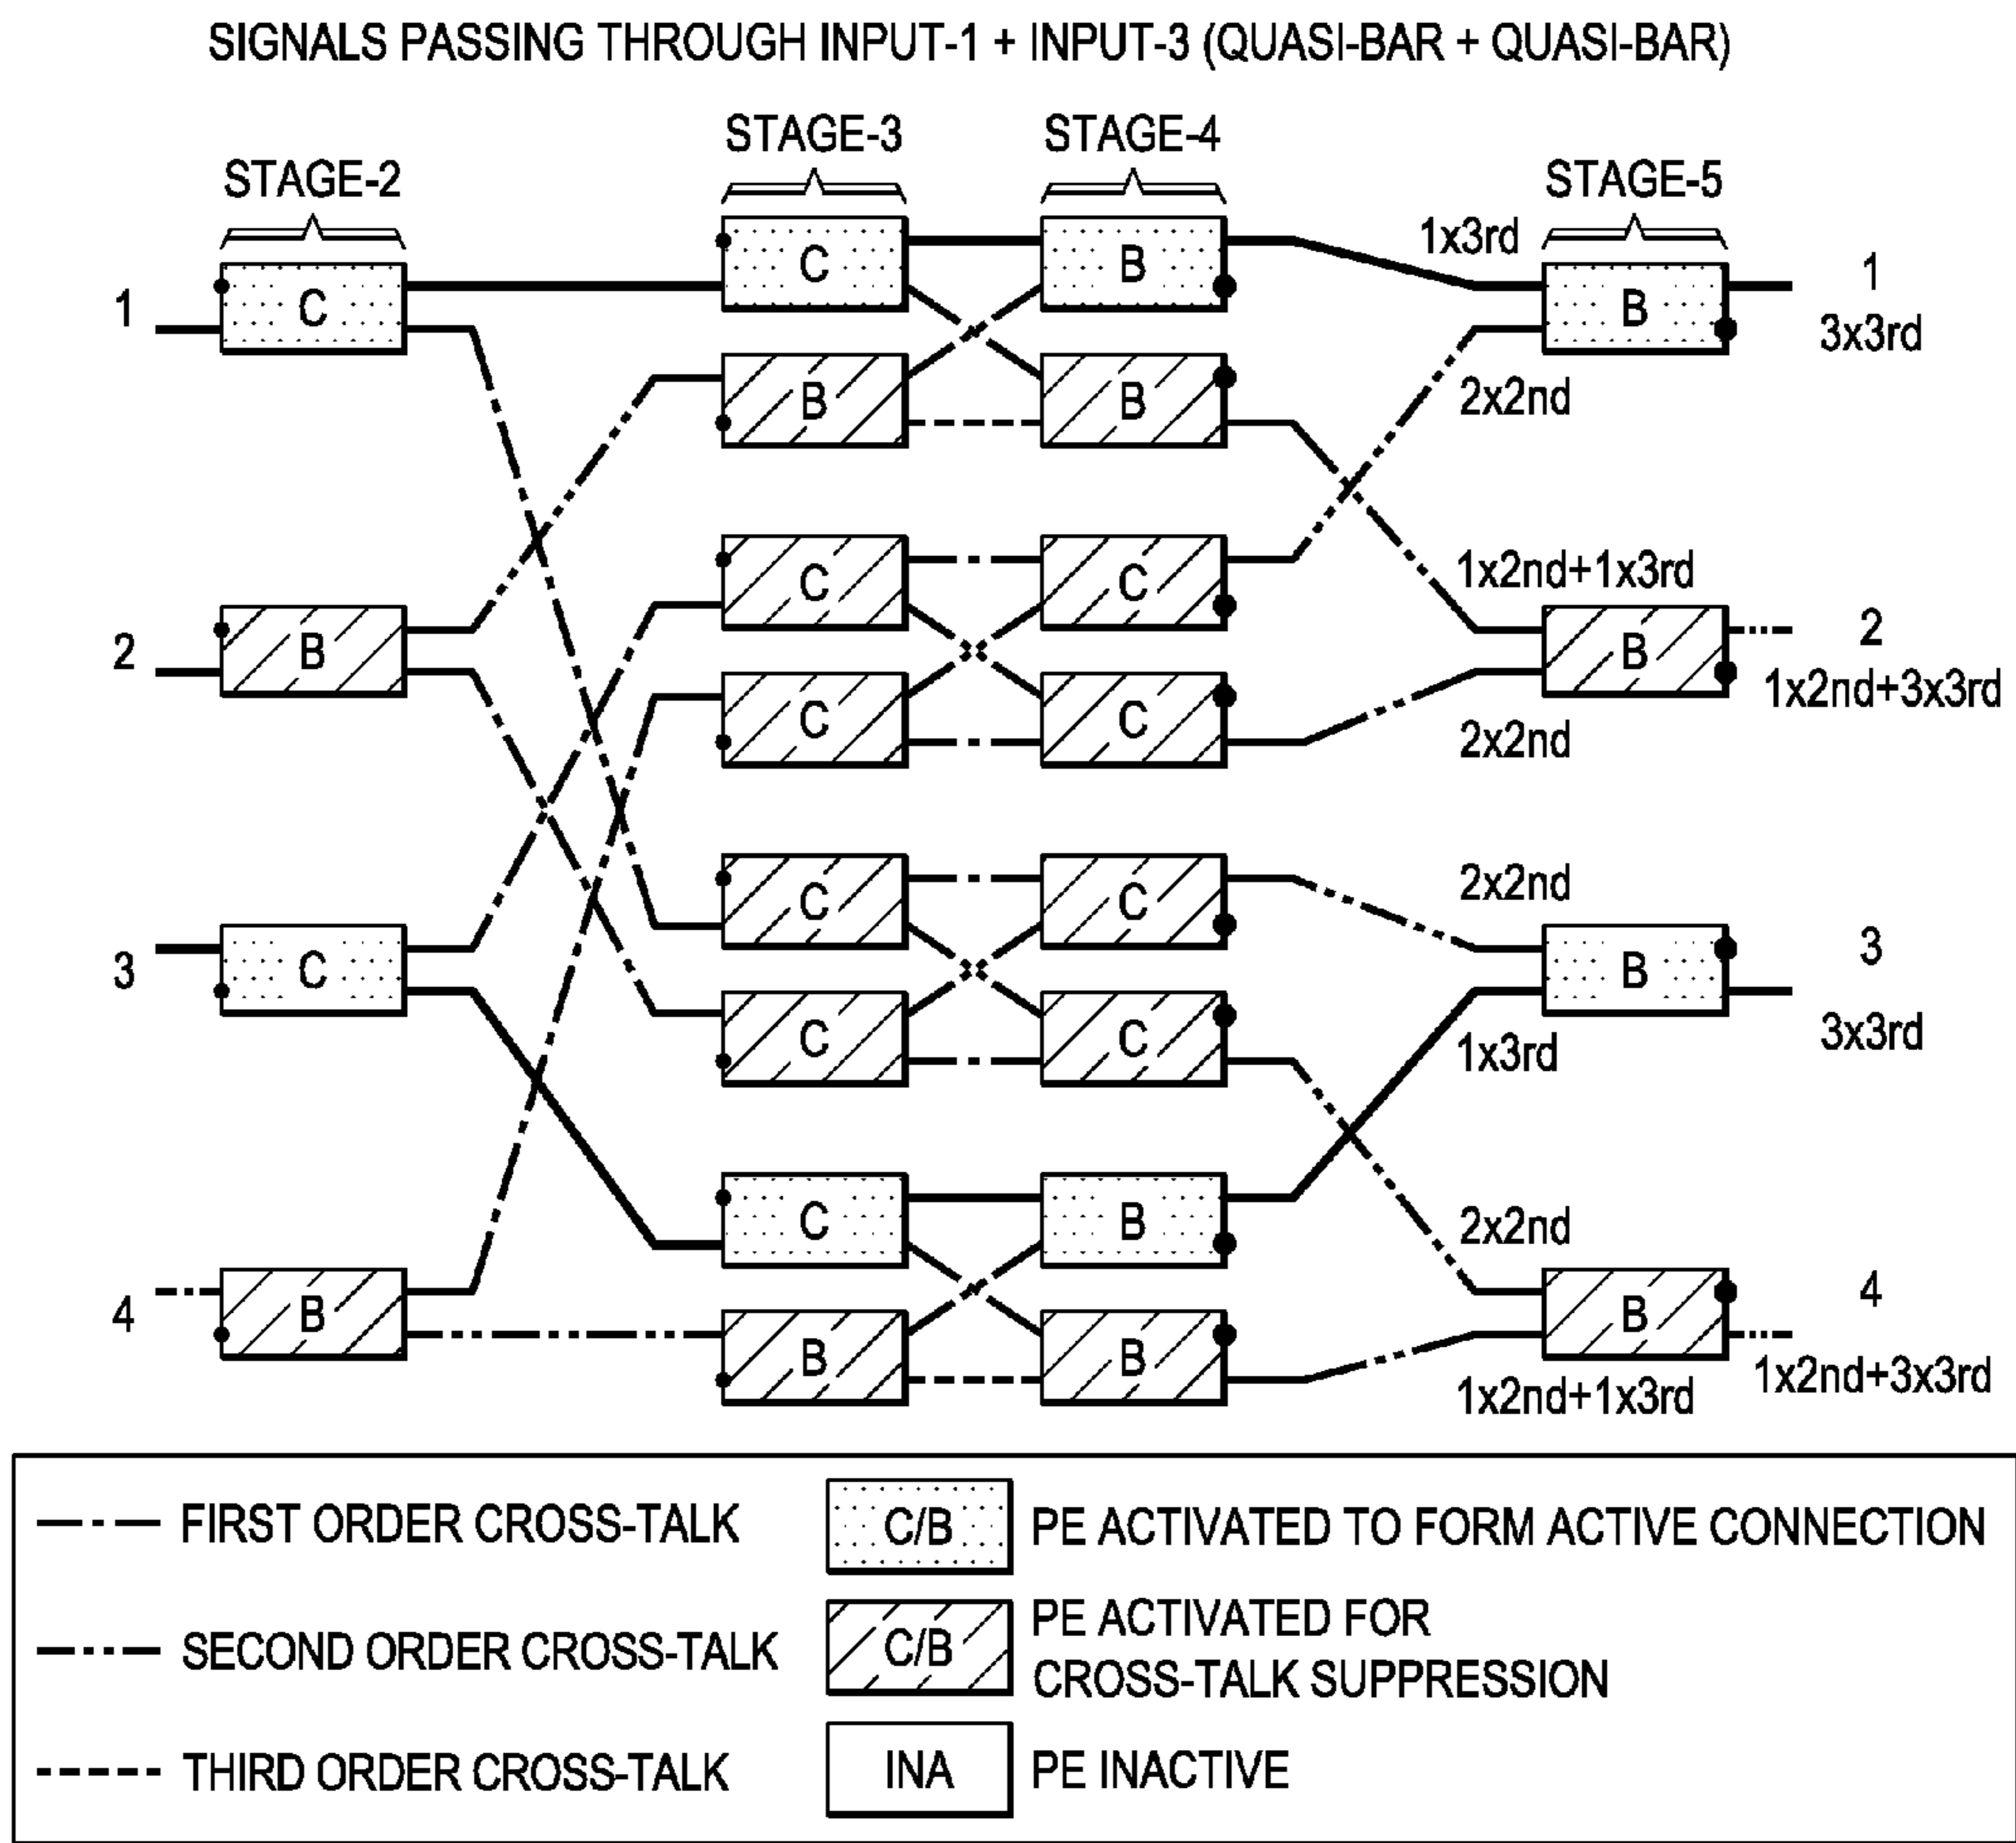 SIGNALS PASSING THROUGH INPUT-1 + INPUT-3 (QUASI-BAR + QUASI-BAR)
STAGE-2
STAGE-3
STAGE-4
STAGE-5
1
C
C
B
1x3rd
B
1
3x3rd
B
B
2x2nd
2
B
C
C
1x2nd+1x3rd
B
2
1x2nd+3x3rd
C
C
2x2nd
3
C
C
C
2x2nd
B
3
3x3rd
C
C
1x3rd
4
B
C
B
2x2nd
B
4
1x2nd+3x3rd
B
B
1x2nd+1x3rd
FIRST ORDER CROSS-TALK
C/B
PE ACTIVATED TO FORM ACTIVE CONNECTION
SECOND ORDER CROSS-TALK
C/B
PE ACTIVATED FOR
CROSS-TALK SUPPRESSION
THIRD ORDER CROSS-TALK
INA
PE INACTIVE